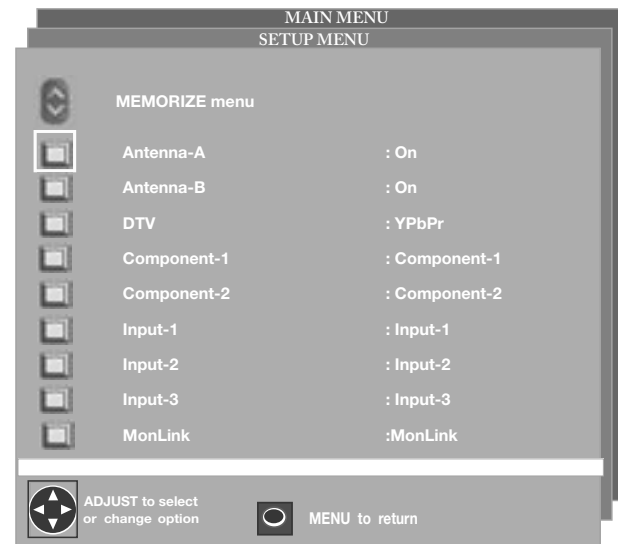 MAIN MENU
SETUP MENU
MEMORIZE menu
Antenna-A : On
Antenna-B : On
DTV : YPbPr
Component-1 : Component-1
Component-2 : Component-2
Input-1 : Input-1
Input-2 : Input-2
Input-3 : Input-3
MonLink :MonLink
ADJUST to select
or change option
MENU to return